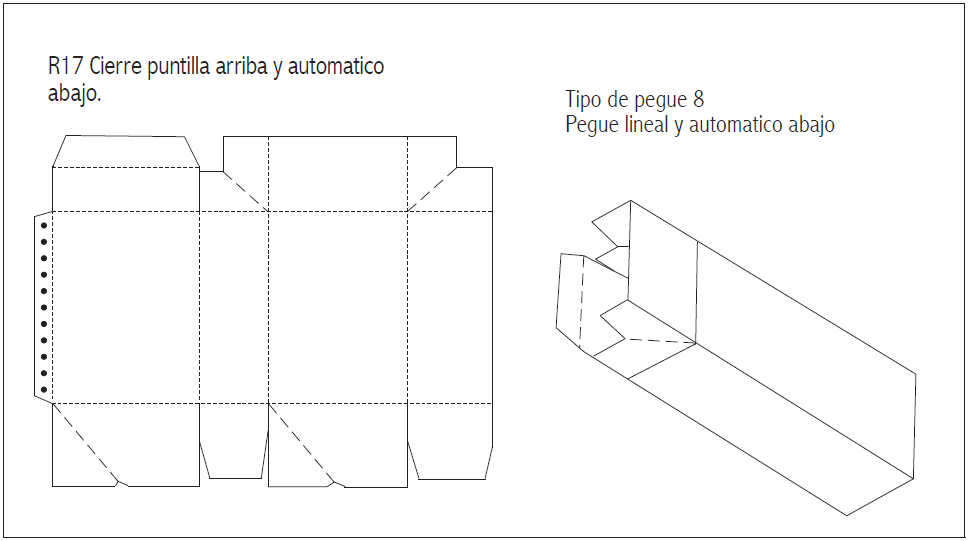 R17 Cierre puntilla arriba y automatico
abajo.
Tipo de pegue 8
Pegue lineal y automatico abajo